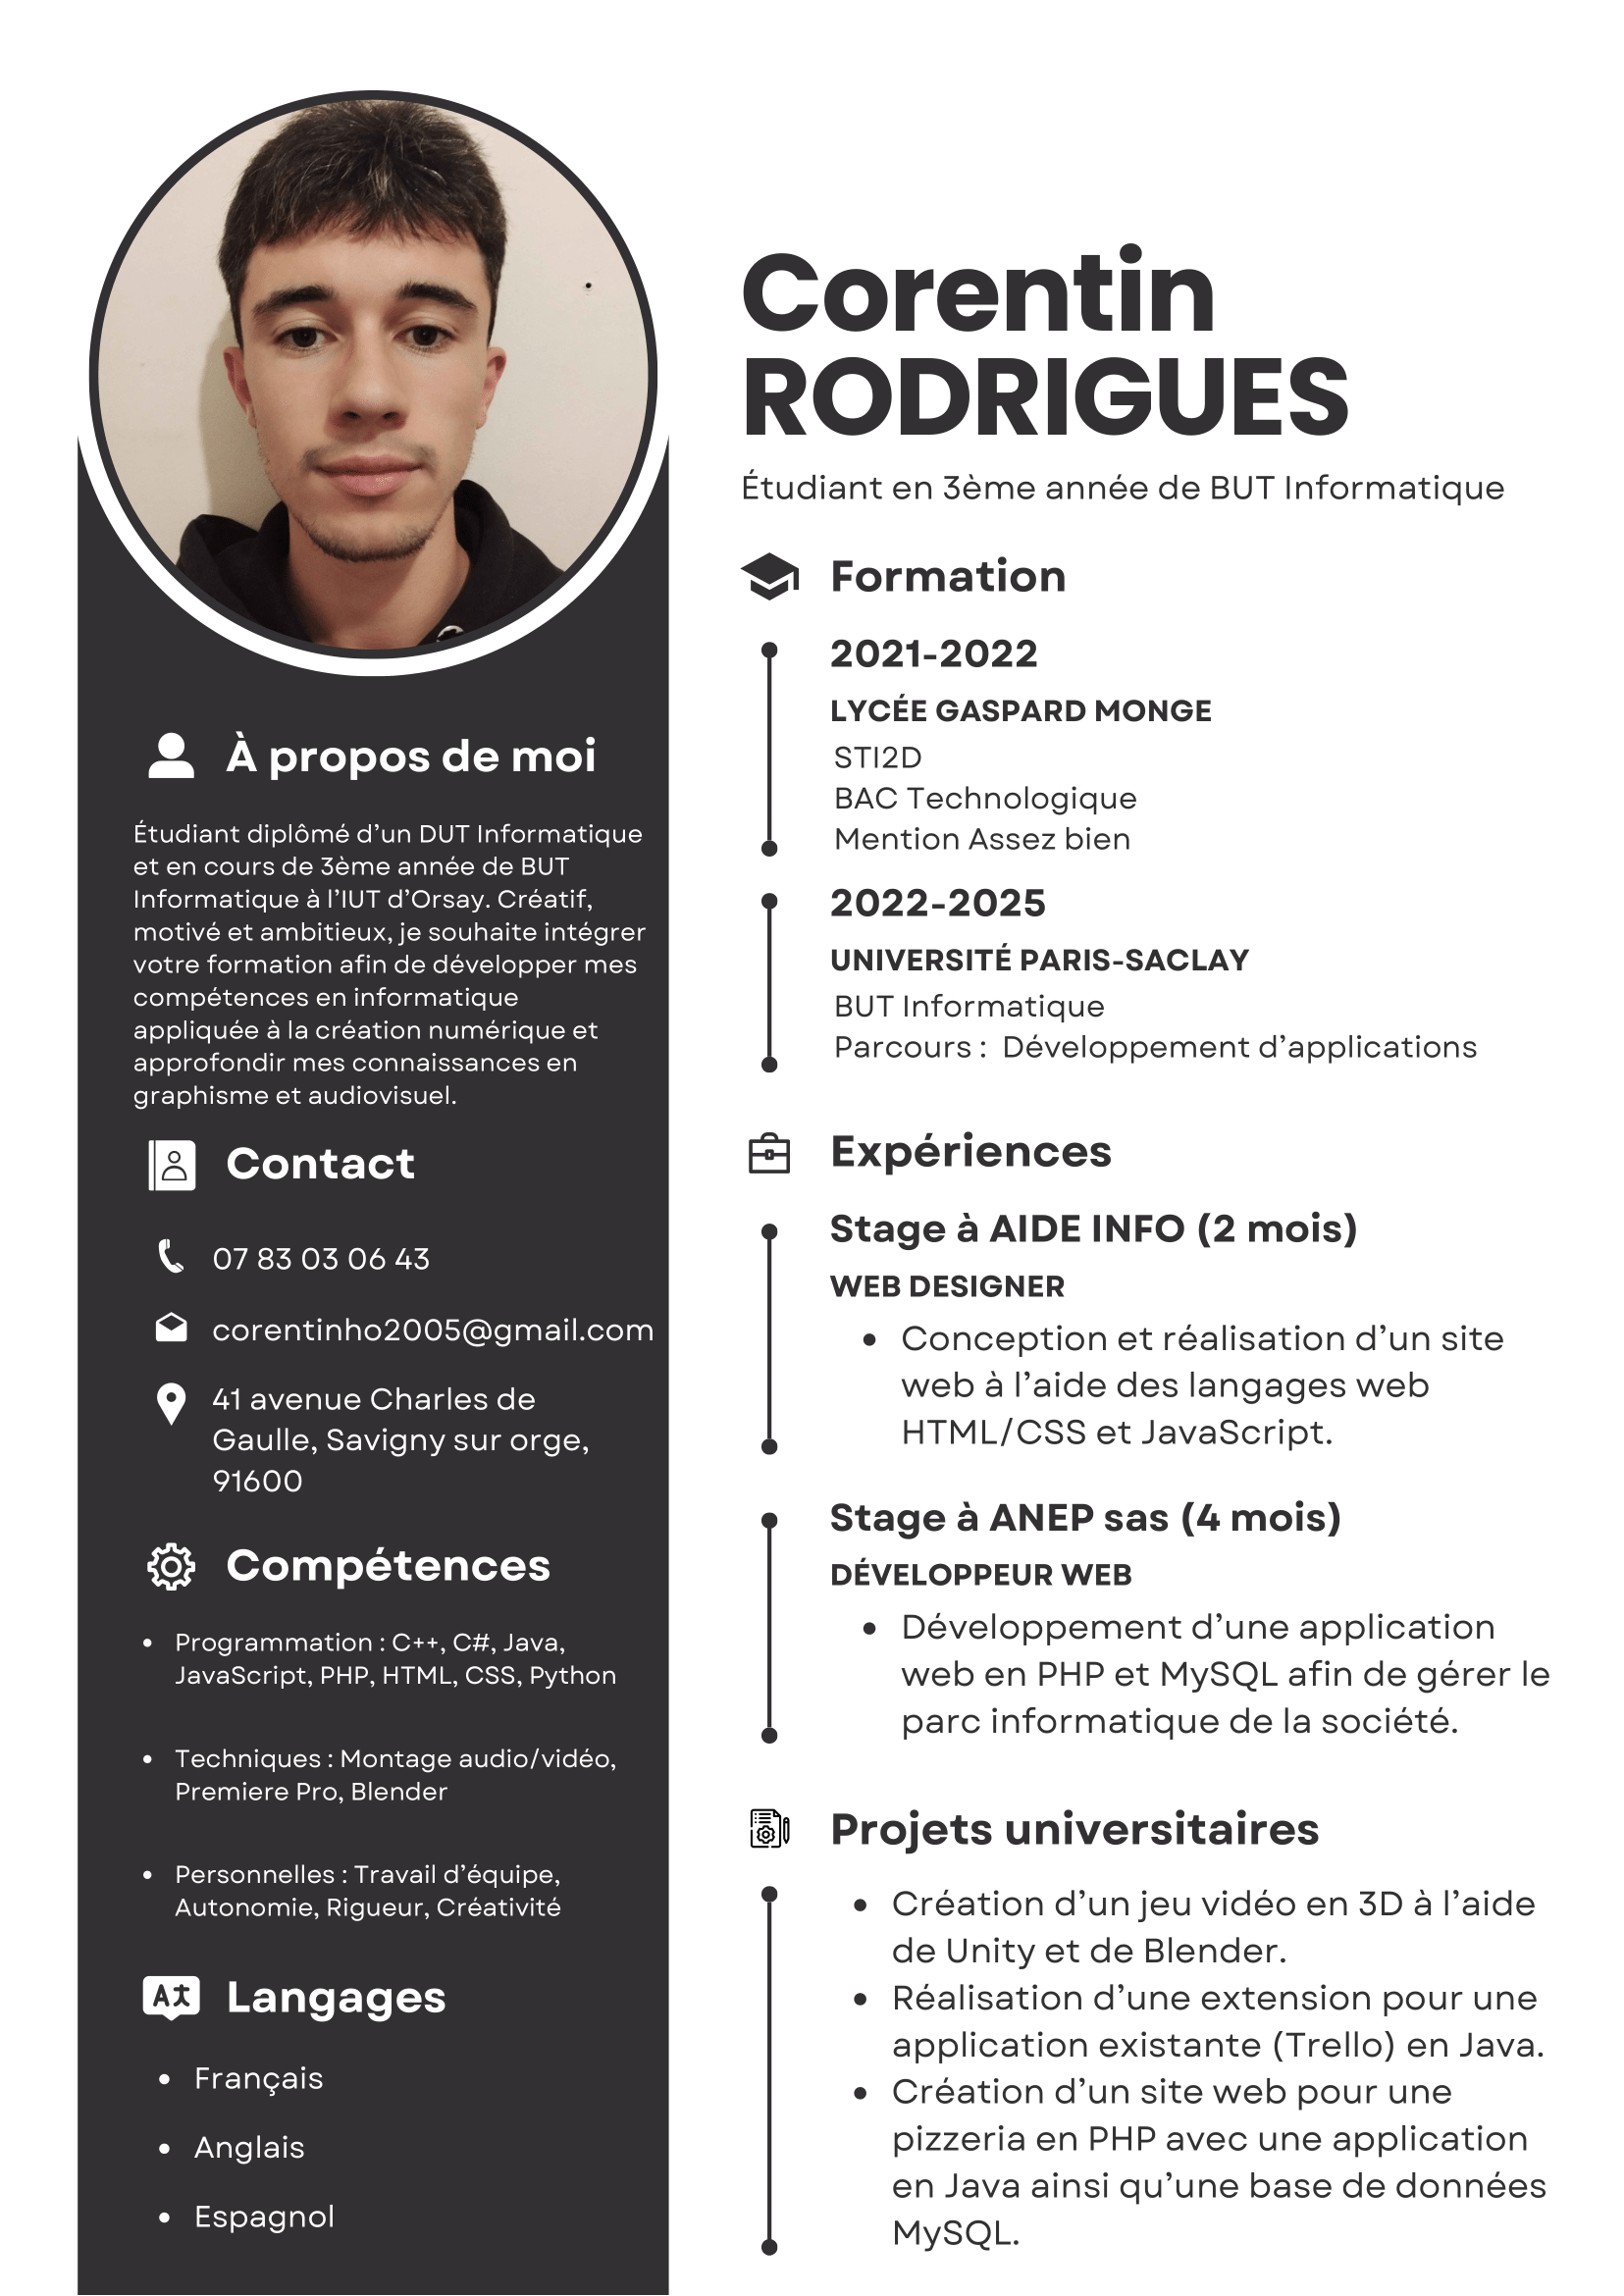 Corentin
RODRIGUES
Étudiant en 3ème année de BUT Informatique
À propos de moi
Étudiant diplômé d’un DUT Informatique
et en cours de 3ème année de BUT
Informatique à l’IUT d’Orsay. Créatif,
motivé et ambitieux, je souhaite intégrer
votre formation afin de développer mes
compétences en informatique
appliquée à la création numérique et
approfondir mes connaissances en
graphisme et audiovisuel.
Contact
07 83 03 06 43
corentinho2005@gmail.com
41 avenue Charles de
Gaulle, Savigny sur orge,
91600
Compétences
• Programmation : C++, C#, Java,
JavaScript, PHP, HTML, CSS, Python
• Techniques : Montage audio/vidéo,
Premiere Pro, Blender
• Personnelles : Travail d’équipe,
Autonomie, Rigueur, Créativité
Langages
• Français
• Anglais
• Espagnol
Formation
2021-2022
LYCÉE GASPARD MONGE
STI2D
BAC Technologique
Mention Assez bien
2022-2025
UNIVERSITÉ PARIS-SACLAY
BUT Informatique
Parcours : Développement d’applications
Expériences
Stage à AIDE INFO (2 mois)
WEB DESIGNER
• Conception et réalisation d’un site
web à l’aide des langages web
HTML/CSS et JavaScript.
Stage à ANEP sas (4 mois)
DÉVELOPPEUR WEB
• Développement d’une application
web en PHP et MySQL afin de gérer le
parc informatique de la société.
Projets universitaires
• Création d’un jeu vidéo en 3D à l’aide
de Unity et de Blender.
• Réalisation d’une extension pour une
application existante (Trello) en Java.
• Création d’un site web pour une
pizzeria en PHP avec une application
en Java ainsi qu’une base de données
MySQL.